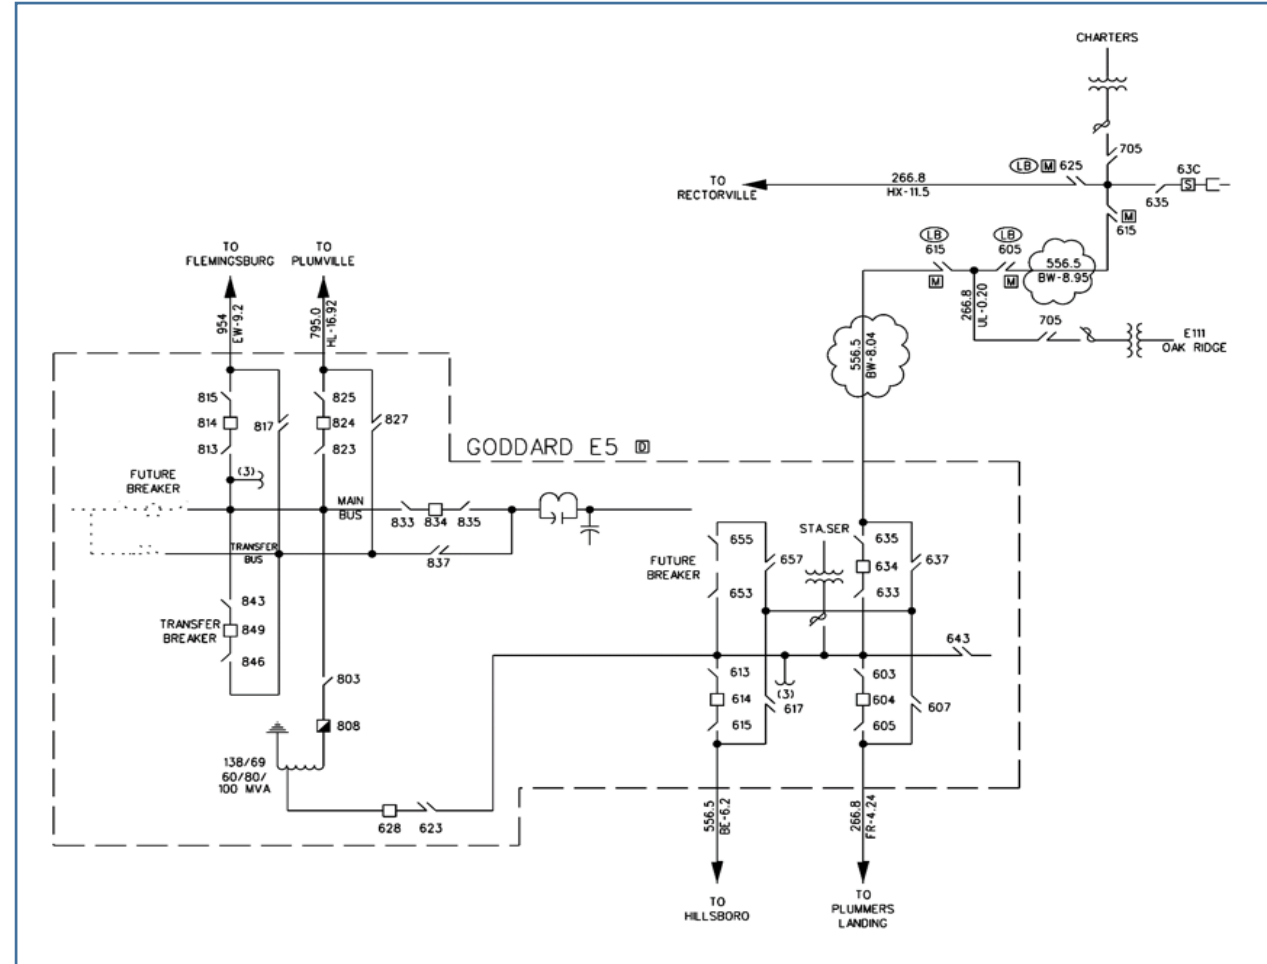 CHARTERS
705
LB M 625
63C
S
TO
RECTORVILLE
266.8
HX-11.5
635
M
615
LB
615
M
LB
605
M
556.5
BW-8.95
266.8
UL-0.20
705
E111
OAK RIDGE
556.5
BW-8.04
TO
FLEMINGSBURG
TO
PLUMVILLE
954
EW-9.2
795.0
HL-16.92
815
814
813
817
825
824
823
827
GODDARD E5 D
(3)
FUTURE
BREAKER
MAIN
BUS
833 834 835
TRANSFER
BUS
837
843
TRANSFER
BREAKER
849
846
803
808
138/69
60/80/
100 MVA
628 623
655
657
FUTURE
BREAKER
653
STA.SER
635
634
637
633
643
613
614
615
(3)
617
603
604
605
607
556.5
BE-6.2
266.8
FR-4.24
TO
HILLSBORO
TO
PLUMMERS
LANDING